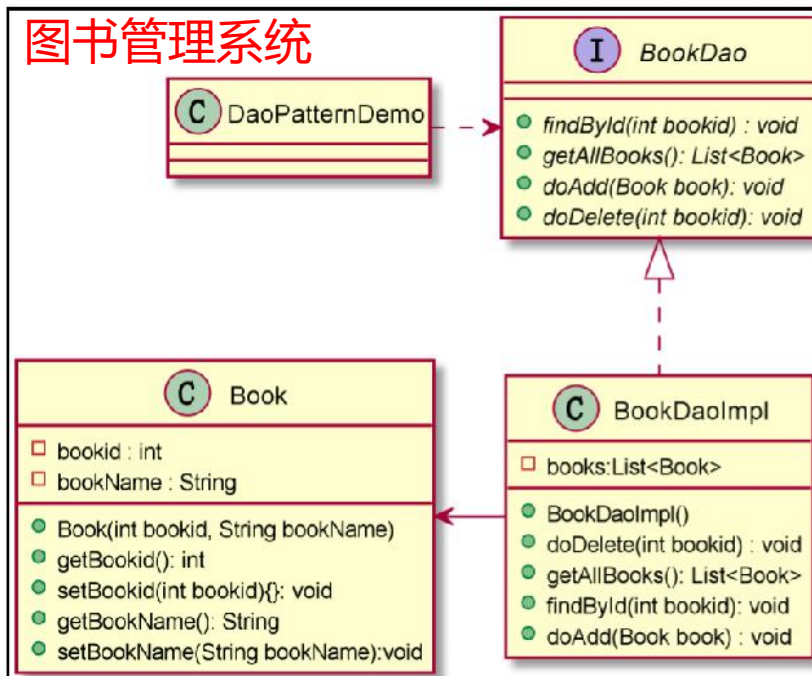 图书管理系统
I BookDao
findById(int bookid) : void
getAllBooks(): List<Book>
doAdd(Book book): void
doDelete(int bookid): void
C DaoPatternDemo
C Book
bookid : int
bookName : String
Book(int bookid, String bookName)
getBookid(): int
setBookid(int bookid){}: void
getBookName(): String
setBookName(String bookName):void
C BookDaoImpl
books:List<Book>
BookDaoImpl()
doDelete(int bookid) : void
getAllBooks(): List<Book>
findById(int bookid): void
doAdd(Book book) : void